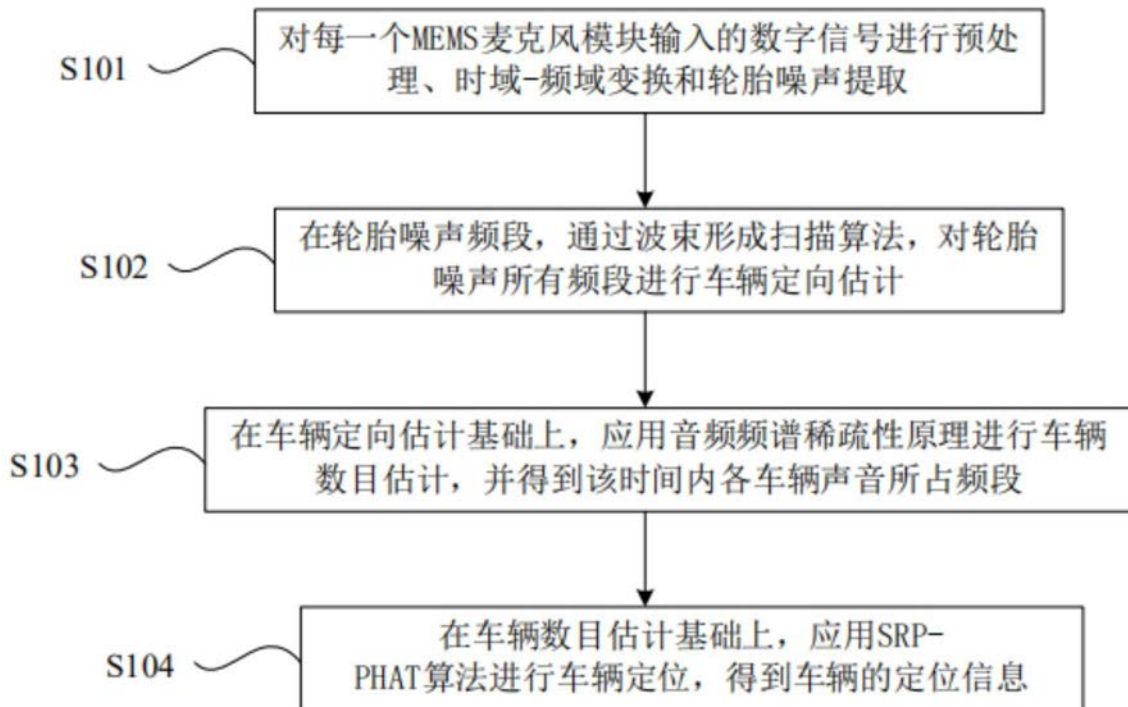 S101
对每一个MEMS麦克风模块输入的数字信号进行预处
理、时域-频域变换和轮胎噪声提取
S102
在轮胎噪声频段，通过波束形成扫描算法，对轮胎
噪声所有频段进行车辆定向估计
S103
在车辆定向估计基础上，应用音频频谱稀疏性原理进行车辆
数目估计，并得到该时间内各车辆声音所占频段
S104
在车辆数目估计基础上，应用SRP-
PHAT算法进行车辆定位，得到车辆的定位信息